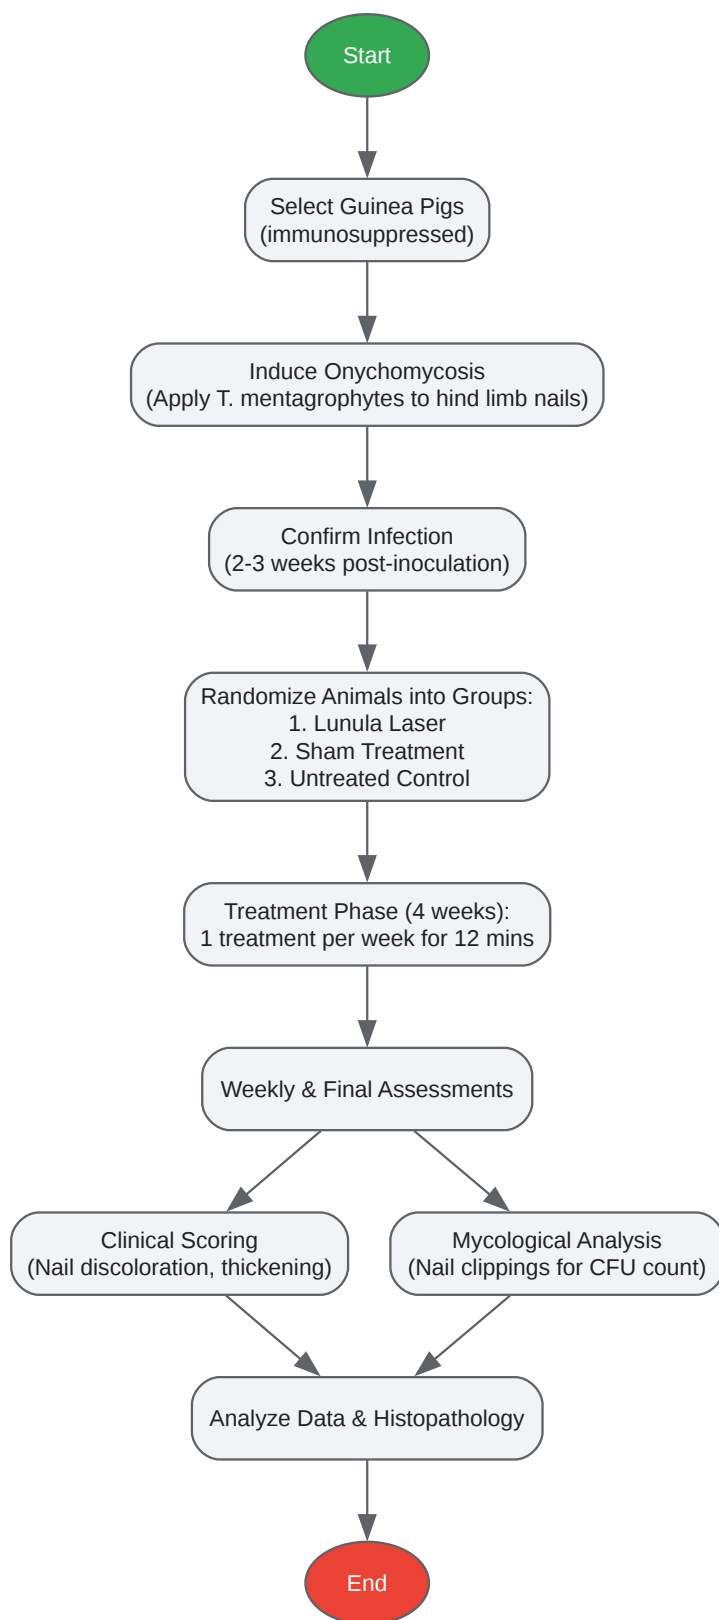 Start
Select Guinea Pigs
(immunosuppressed)
Induce Onychomycosis
(Apply T. mentagrophytes to hind limb nails)
Confirm Infection
(2-3 weeks post-inoculation)
Randomize Animals into Groups:
1. Lunula Laser
2. Sham Treatment
3. Untreated Control
Treatment Phase (4 weeks):
1 treatment per week for 12 mins
Weekly & Final Assessments
Clinical Scoring
(Nail discoloration, thickening)
Mycological Analysis
(Nail clippings for CFU count)
Analyze Data & Histopathology
End